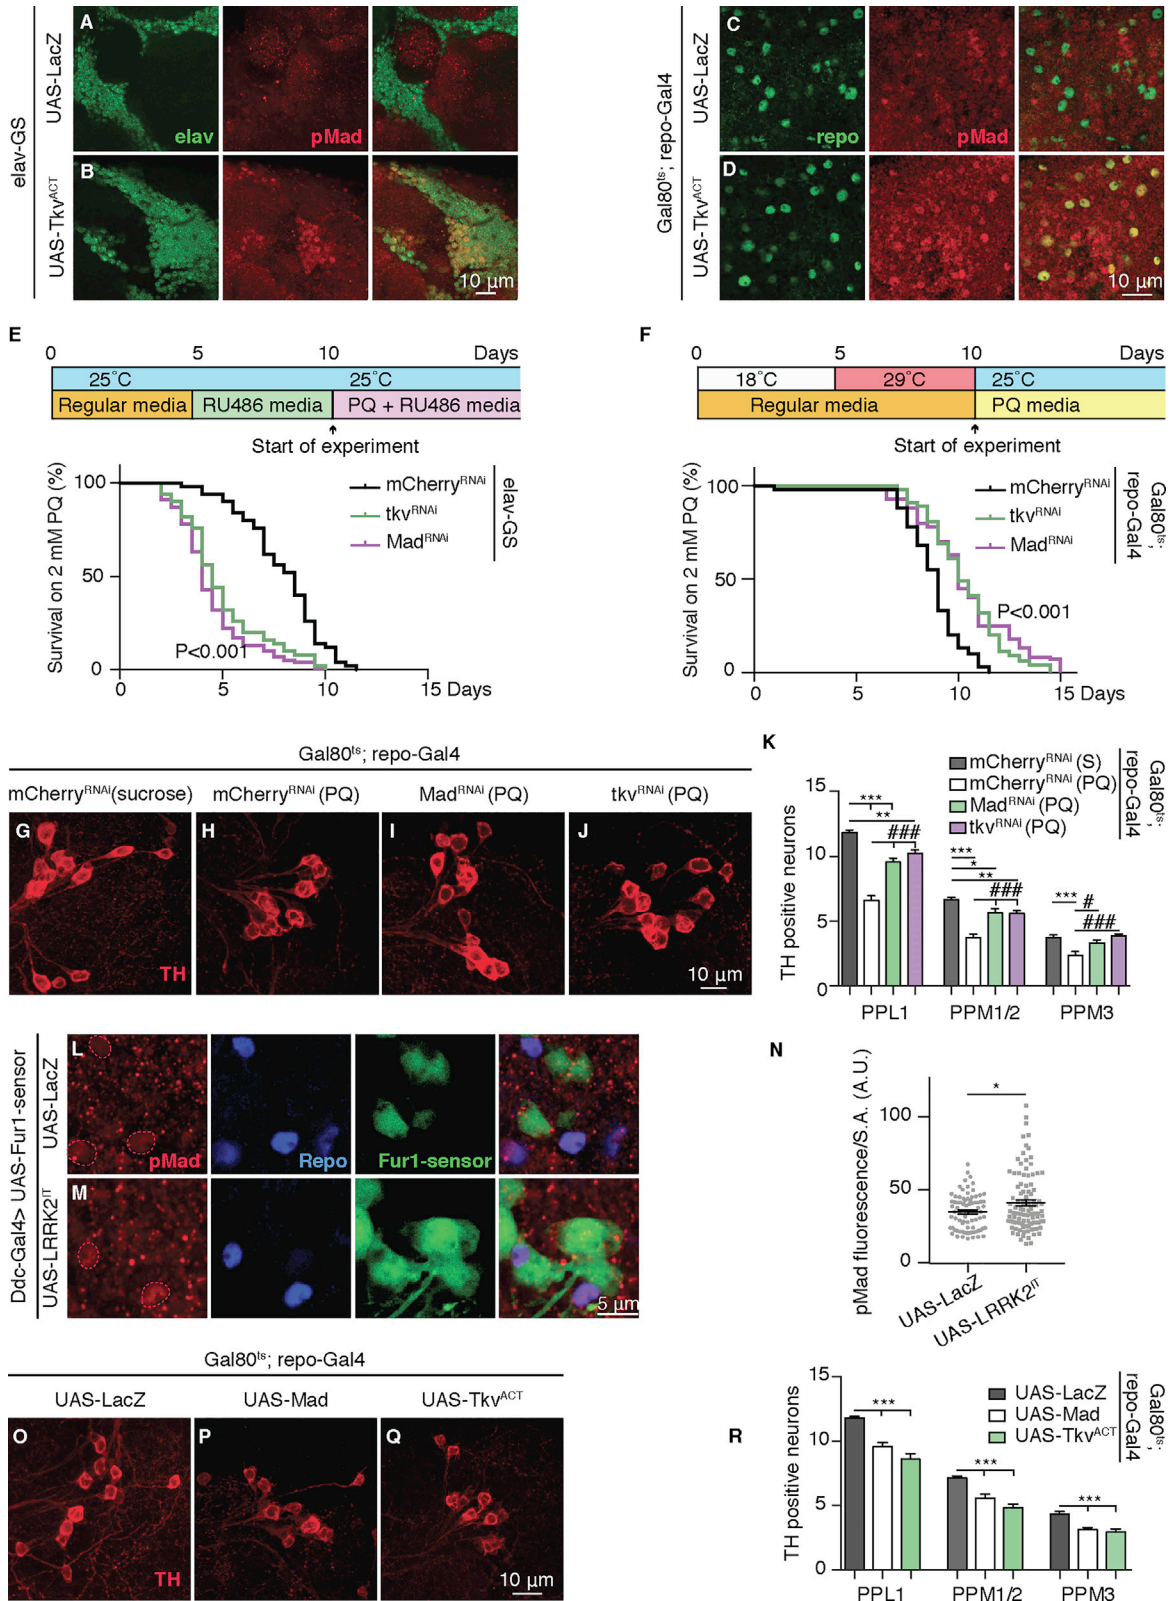 elav-GS
UAS-LacZ
A
elav
pMad
UAS-Tkv^ACT
B
10 µm
Gal80^ts; repo-Gal4
UAS-LacZ
C
repo
pMad
UAS-Tkv^ACT
D
10 µm
E
0 5 10 Days
25°C 25°C
Regular media RU486 media PQ + RU486 media
Start of experiment
Survival on 2 mM PQ (%)
100
50
0
0 5 10 15 Days
mCherry^RNAi
tkv^RNAi
Mad^RNAi
elav-GS
P<0.001
F
0 5 10 Days
18°C 29°C 25°C
Regular media PQ media
Start of experiment
Survival on 2 mM PQ (%)
100
50
0
0 5 10 15 Days
mCherry^RNAi
tkv^RNAi
Mad^RNAi
Gal80^ts;
repo-Gal4
P<0.001
Gal80^ts; repo-Gal4
mCherry^RNAi (sucrose) mCherry^RNAi (PQ) Mad^RNAi (PQ) tkv^RNAi (PQ)
G H I J
TH
10 µm
K
mCherry^RNAi (S)
mCherry^RNAi (PQ)
Mad^RNAi (PQ)
tkv^RNAi (PQ)
Gal80^ts;
repo-Gal4
TH positive neurons
15
10
5
0
***
**
###
***
*
**
###
*** #
###
PPL1 PPM1/2 PPM3
Ddc-Gal4> UAS-Fur1-sensor
UAS-LacZ
L
pMad Repo Fur1-sensor
UAS-LRRK2^IT
M
5 µm
N
pMad fluorescence/S.A. (A.U.)
100
50
0
*
UAS-LacZ
UAS-LRRK2^IT
Gal80^ts; repo-Gal4
UAS-LacZ UAS-Mad UAS-Tkv^ACT
O P Q
TH
10 µm
R
TH positive neurons
15
10
5
0
UAS-LacZ
UAS-Mad
UAS-Tkv^ACT
Gal80^ts;
repo-Gal4
***
***
***
PPL1 PPM1/2 PPM3